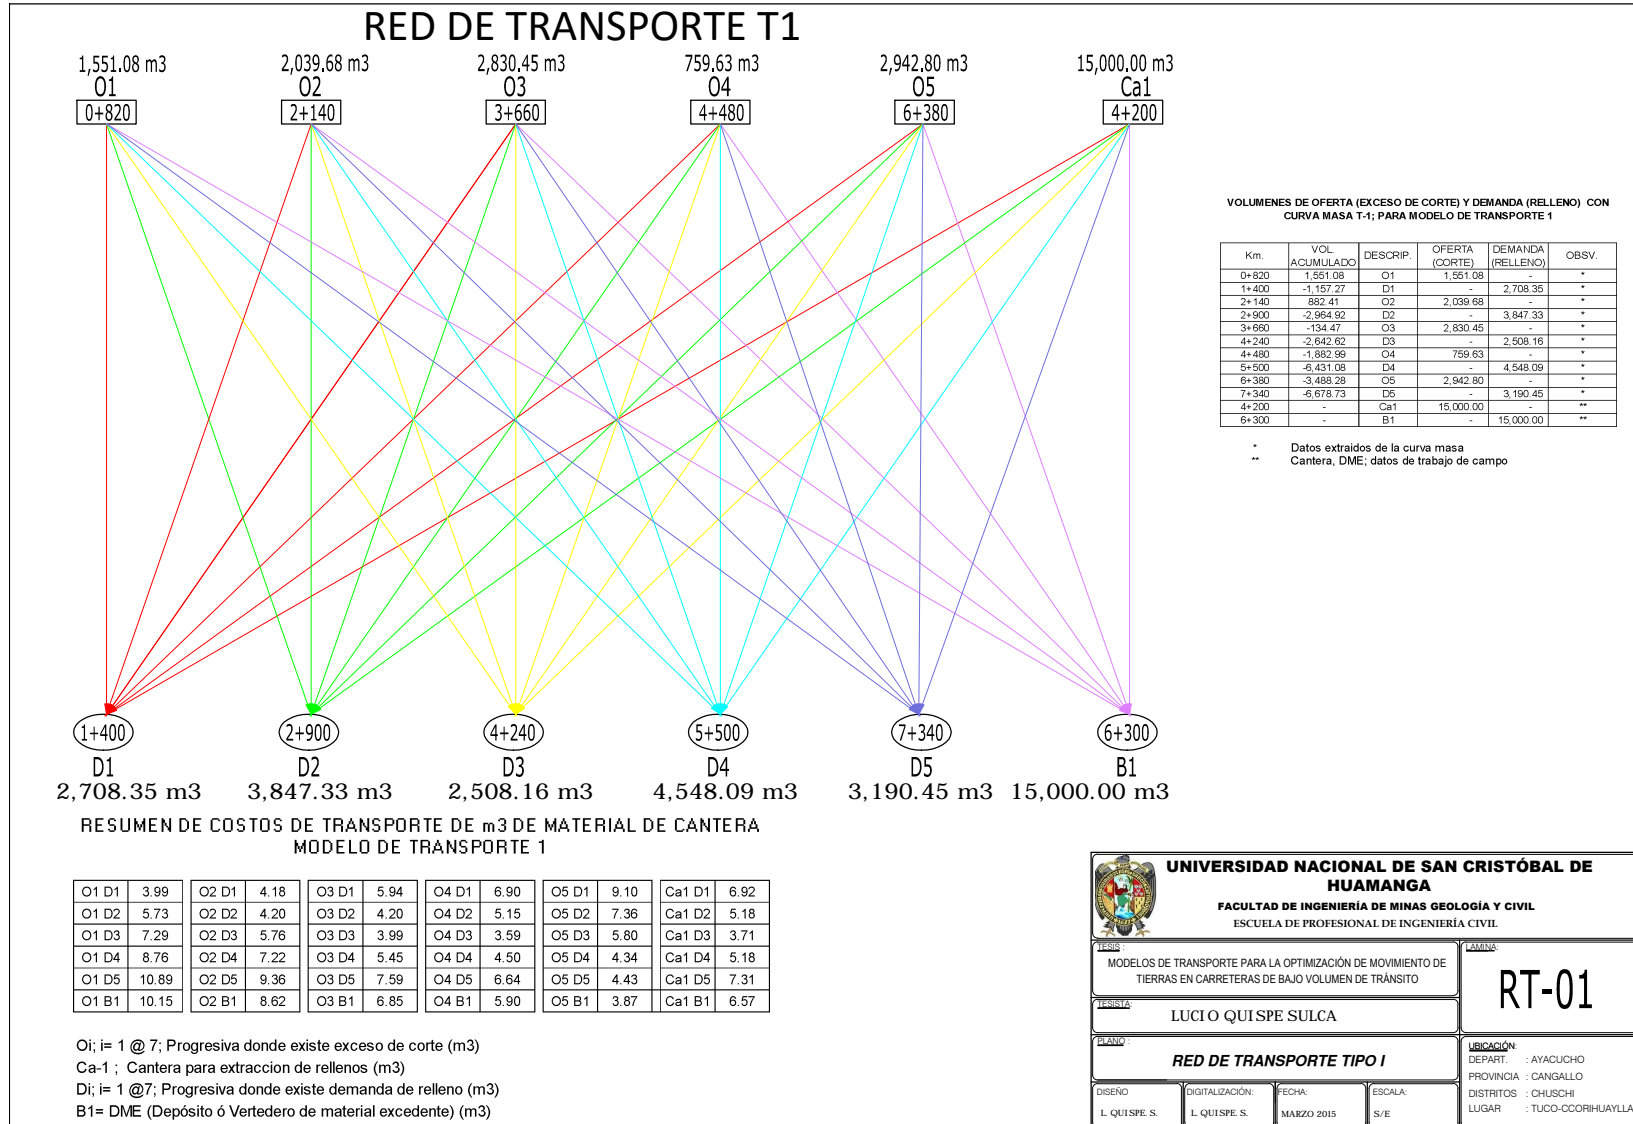 RED DE TRANSPORTE T1
1,551.08 m3 2,039.68 m3 2,830.45 m3 759.63 m3 2,942.80 m3 15,000.00 m3
O1 O2 O3 O4 O5 Ca1
0+820 2+140 3+660 4+480 6+380 4+200
VOLUMENES DE OFERTA (EXCESO DE CORTE) Y DEMANDA (RELLENO) CON
CURVA MASA T-1; PARA MODELO DE TRANSPORTE 1
Km. VOL. ACUMULADO DESCRIP. OFERTA (CORTE) DEMANDA (RELLENO) OBSV.
0+820 1,551.08 O1 1,551.08 - *
1+400 -1,157.27 D1 - 2,708.35 *
2+140 882.41 O2 2,039.68 - *
2+900 -2,964.92 D2 - 3,847.33 *
3+660 -134.47 O3 2,830.45 - *
4+240 -2,642.62 D3 - 2,508.16 *
4+480 -1,882.99 O4 759.63 - *
5+500 -6,431.08 D4 - 4,548.09 *
6+380 -3,488.28 O5 2,942.80 - *
7+340 -6,678.73 D5 - 3,190.45 *
4+200 - Ca1 15,000.00 - **
6+300 - B1 - 15,000.00 **
* Datos extraidos de la curva masa
** Cantera, DME; datos de trabajo de campo
1+400 2+900 4+240 5+500 7+340 6+300
D1 D2 D3 D4 D5 B1
2,708.35 m3 3,847.33 m3 2,508.16 m3 4,548.09 m3 3,190.45 m3 15,000.00 m3
RESUMEN DE COSTOS DE TRANSPORTE DE m3 DE MATERIAL DE CANTERA
MODELO DE TRANSPORTE 1
O1 D1 3.99 O2 D1 4.18 O3 D1 5.94 O4 D1 6.90 O5 D1 9.10 Ca1 D1 6.92
O1 D2 5.73 O2 D2 4.20 O3 D2 4.20 O4 D2 5.15 O5 D2 7.36 Ca1 D2 5.18
O1 D3 7.29 O2 D3 5.76 O3 D3 3.99 O4 D3 3.59 O5 D3 5.80 Ca1 D3 3.71
O1 D4 8.76 O2 D4 7.22 O3 D4 5.45 O4 D4 4.50 O5 D4 4.34 Ca1 D4 5.18
O1 D5 10.89 O2 D5 9.36 O3 D5 7.59 O4 D5 6.64 O5 D5 4.43 Ca1 D5 7.31
O1 B1 10.15 O2 B1 8.62 O3 B1 6.85 O4 B1 5.90 O5 B1 3.87 Ca1 B1 6.57
Oi; i= 1 @ 7; Progresiva donde existe exceso de corte (m3)
Ca-1 ; Cantera para extraccion de rellenos (m3)
Di; i= 1 @7; Progresiva donde existe demanda de relleno (m3)
B1= DME (Depósito ó Vertedero de material excedente) (m3)
UNIVERSIDAD NACIONAL DE SAN CRISTÓBAL DE
HUAMANGA
FACULTAD DE INGENIERÍA DE MINAS GEOLOGÍA Y CIVIL
ESCUELA DE PROFESIONAL DE INGENIERÍA CIVIL
TESIS :
MODELOS DE TRANSPORTE PARA LA OPTIMIZACIÓN DE MOVIMIENTO DE
TIERRAS EN CARRETERAS DE BAJO VOLUMEN DE TRÁNSITO
LAMINA:
RT-01
TESISTA:
LUCIO QUISPE SULCA
PLANO :
RED DE TRANSPORTE TIPO I
UBICACIÓN:
DEPART. : AYACUCHO
PROVINCIA : CANGALLO
DISTRITOS : CHUSCHI
LUGAR : TUCO-CCORIHUAYLLA
DISEÑO DIGITALIZACIÓN: FECHA: ESCALA:
L. QUISPE. S. L. QUISPE. S. MARZO 2015 S/E